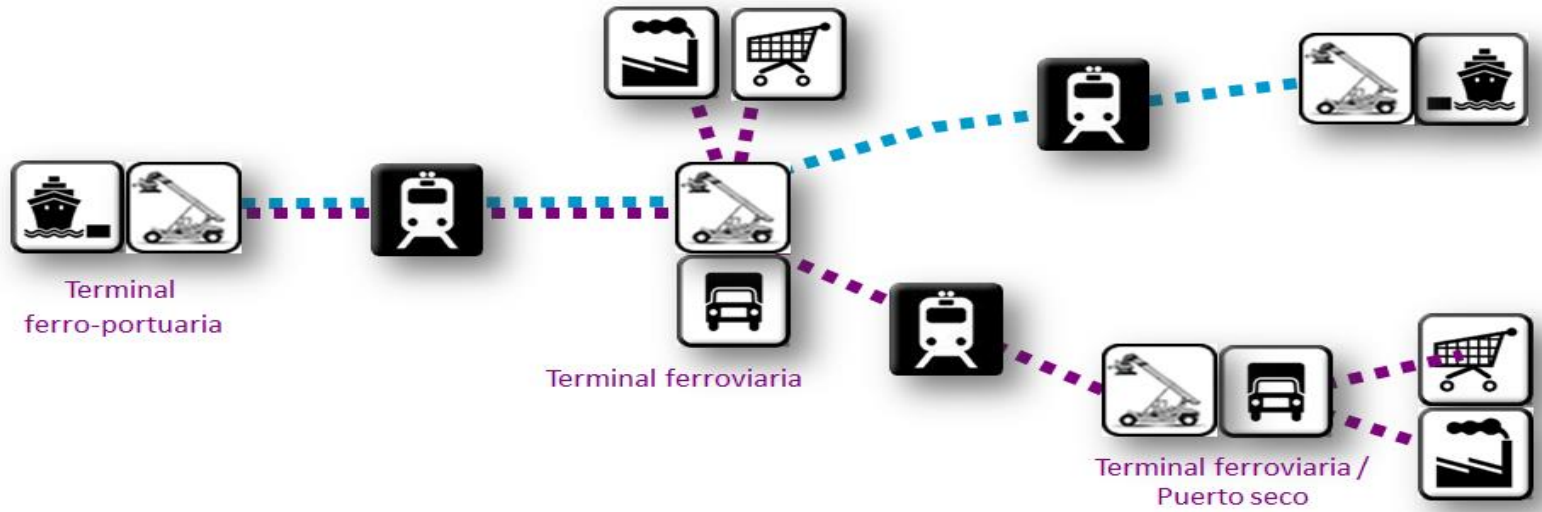 Terminal
ferro-portuaria
Terminal ferroviaria
Terminal ferroviaria /
Puerto seco